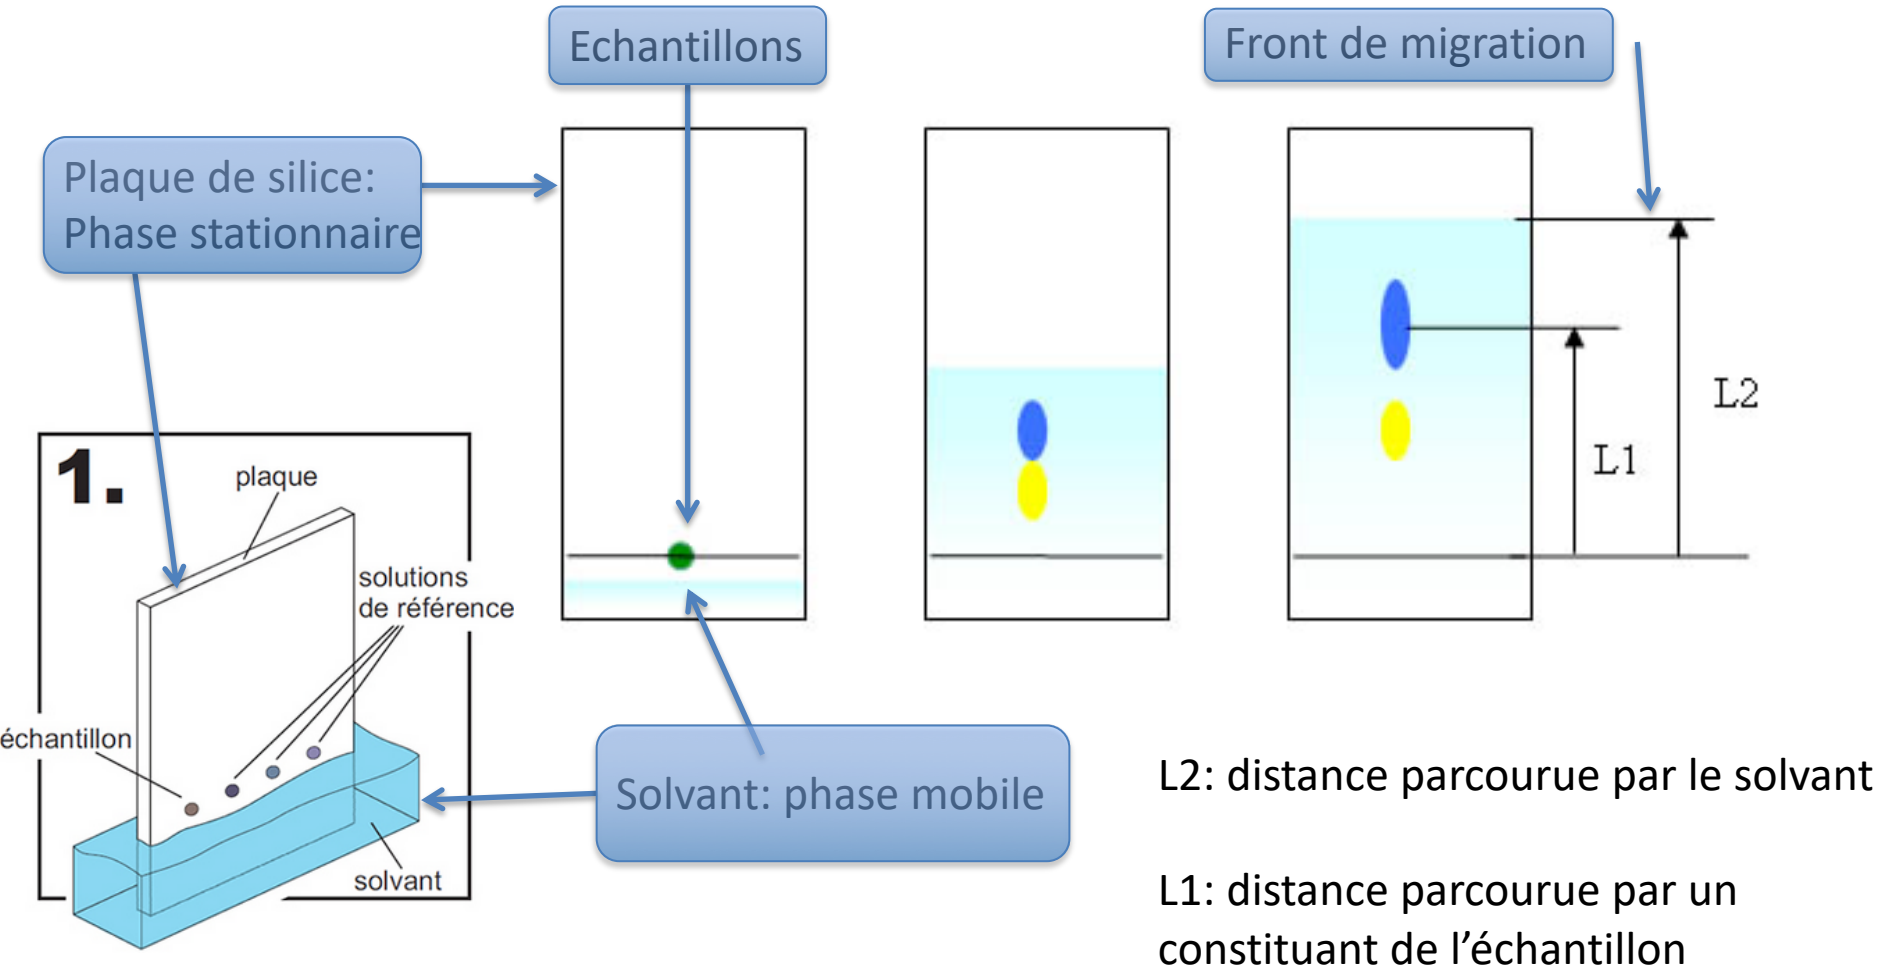 Echantillons
Front de migration
Plaque de silice:
Phase stationnaire
L2
L1
1.
plaque
solutions
de référence
échantillon
solvant
Solvant: phase mobile
L2: distance parcourue par le solvant
L1: distance parcourue par un
constituant de l’échantillon